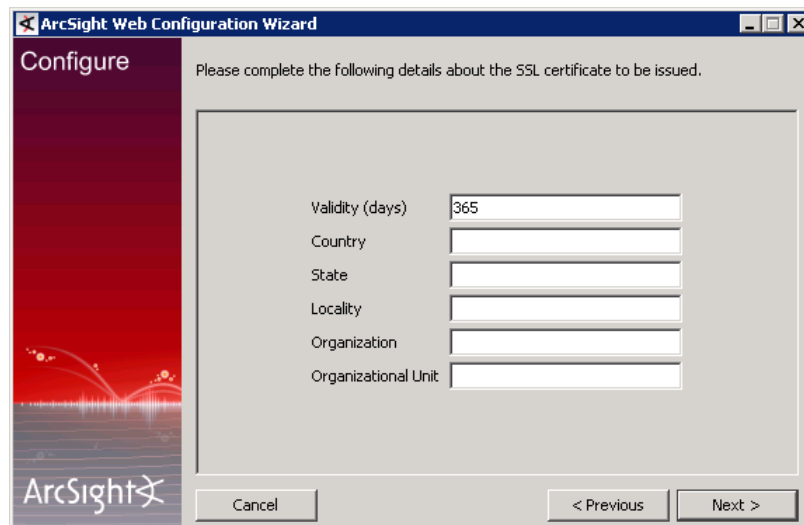 ArcSight Web Configuration Wizard
Configure
Please complete the following details about the SSL certificate to be issued.
Validity (days) 365
Country
State
Locality
Organization
Organizational Unit
ArcSight
Cancel < Previous Next >